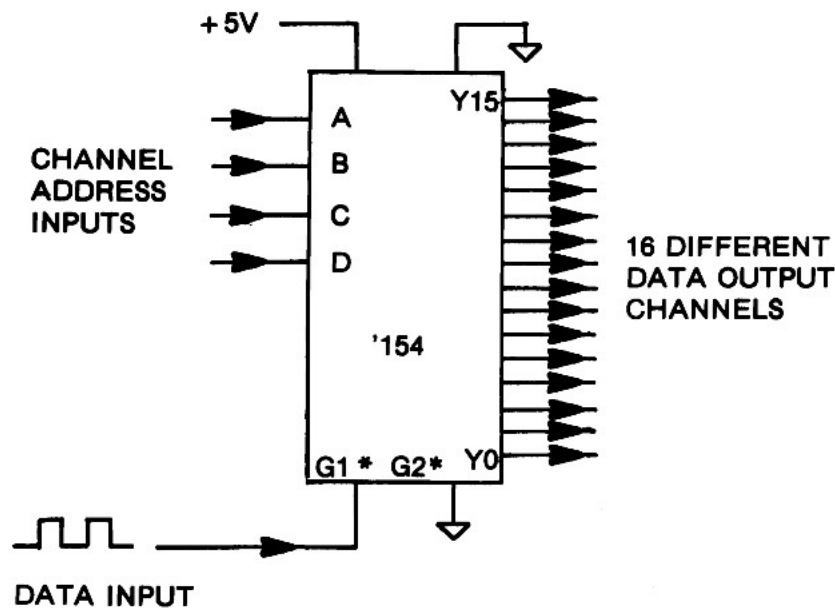 +5V
Y15
A
B
C
D
CHANNEL
ADDRESS
INPUTS
16 DIFFERENT
DATA OUTPUT
CHANNELS
'154
G1* G2* Y0
DATA INPUT